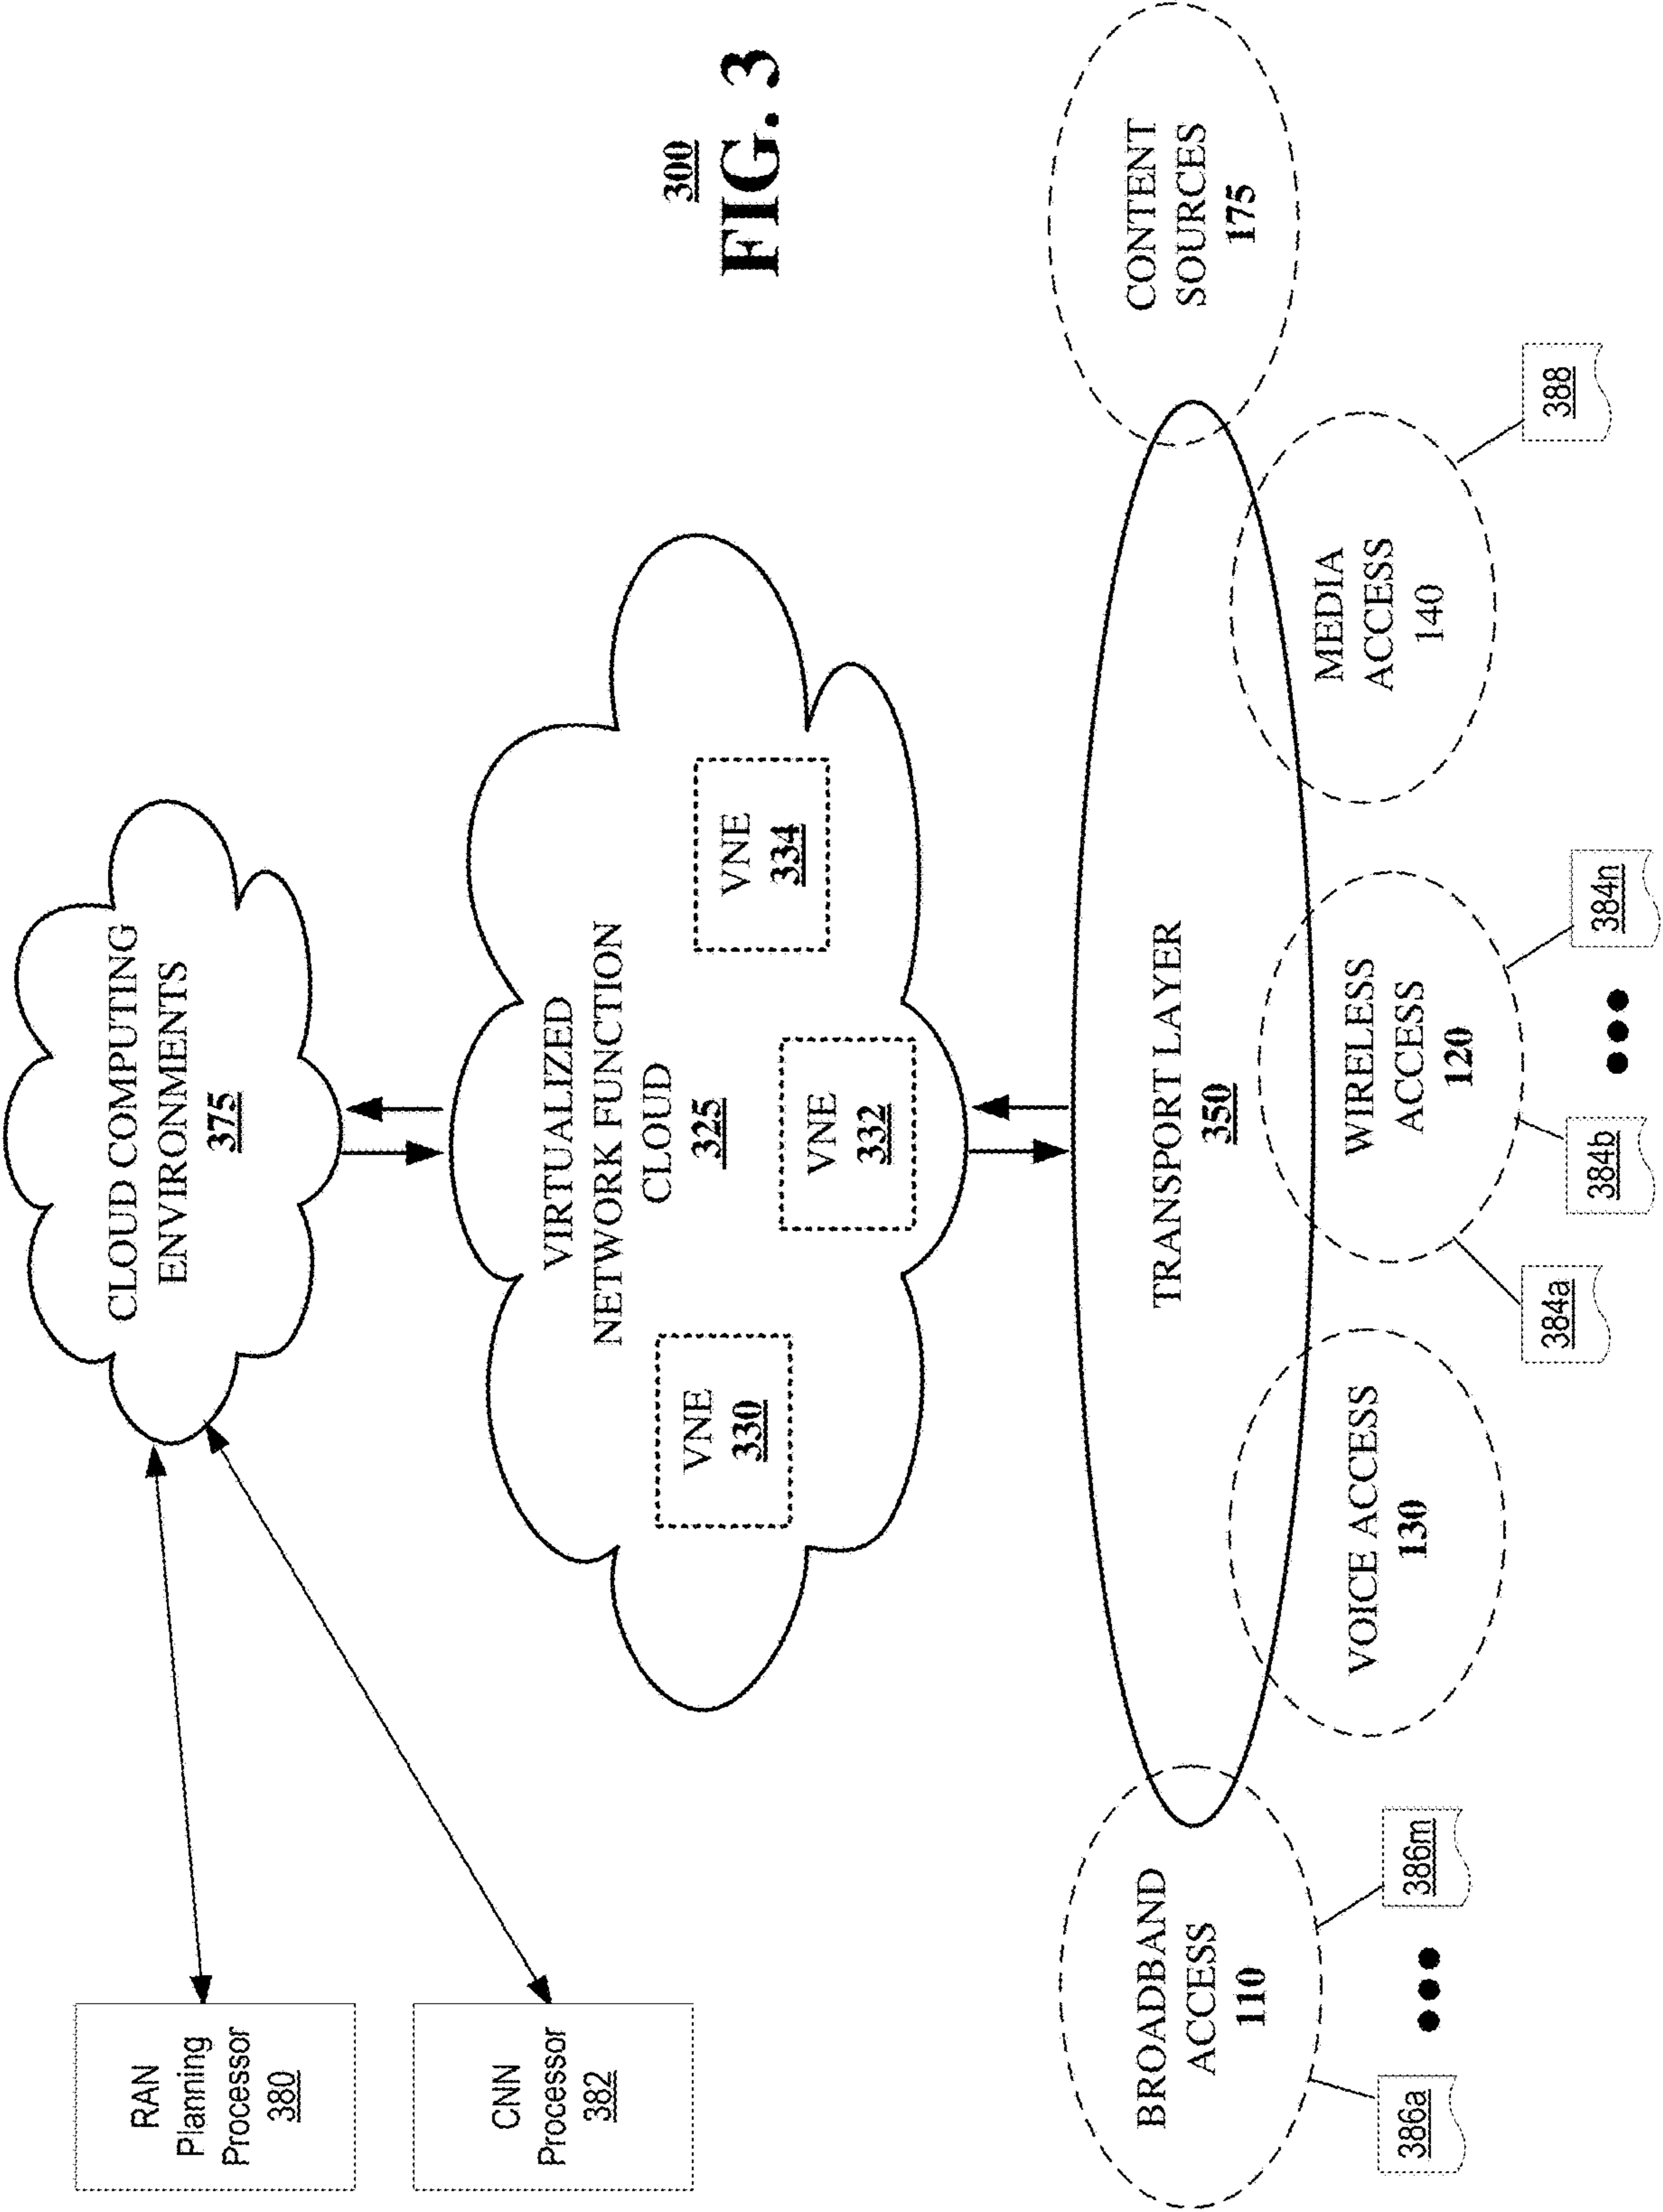 RAN
Planning
Processor
380
CNN
Processor
382
CLOUD COMPUTING
ENVIRONMENTS
375
VIRTUALIZED
NETWORK FUNCTION
CLOUD
325
VNE
330
VNE
332
VNE
334
300
FIG. 3
TRANSPORT LAYER
350
BROADBAND
ACCESS
110
VOICE ACCESS
130
WIRELESS
ACCESS
120
MEDIA
ACCESS
140
CONTENT
SOURCES
175
386a
386m
384a
384b
384n
388